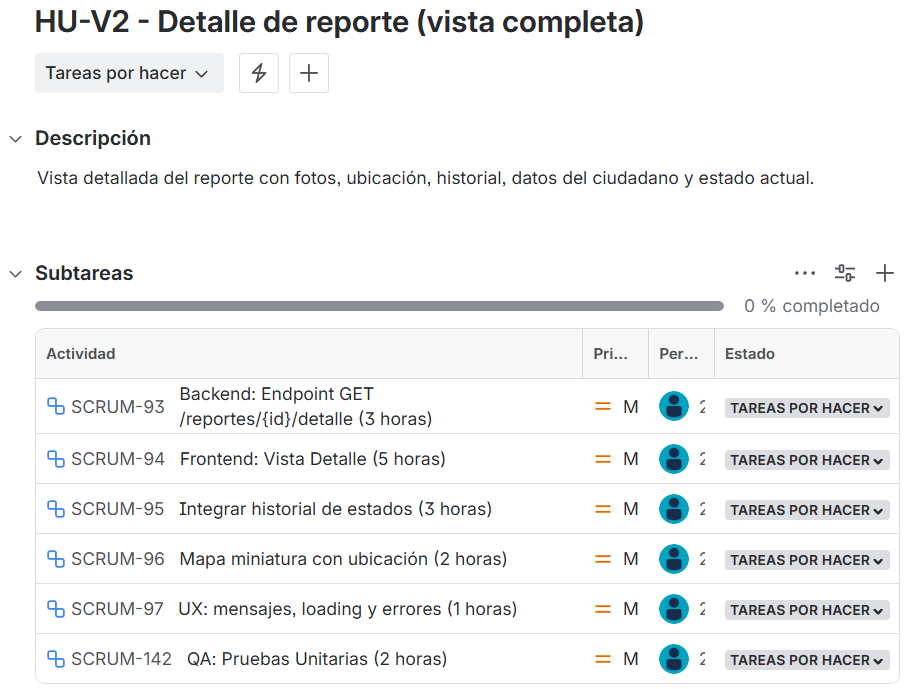 HU-V2 - Detalle de reporte (vista completa)
Tareas por hacer
Descripción
Vista detallada del reporte con fotos, ubicación, historial, datos del ciudadano y estado actual.
Subtareas
0 % completado
Actividad Pri... Per... Estado
SCRUM-93 Backend: Endpoint GET
/reportes/{id}/detalle (3 horas) M 2 TAREAS POR HACER
SCRUM-94 Frontend: Vista Detalle (5 horas) M 2 TAREAS POR HACER
SCRUM-95 Integrar historial de estados (3 horas) M 2 TAREAS POR HACER
SCRUM-96 Mapa miniatura con ubicación (2 horas) M 2 TAREAS POR HACER
SCRUM-97 UX: mensajes, loading y errores (1 horas) M 2 TAREAS POR HACER
SCRUM-142 QA: Pruebas Unitarias (2 horas) M 2 TAREAS POR HACER